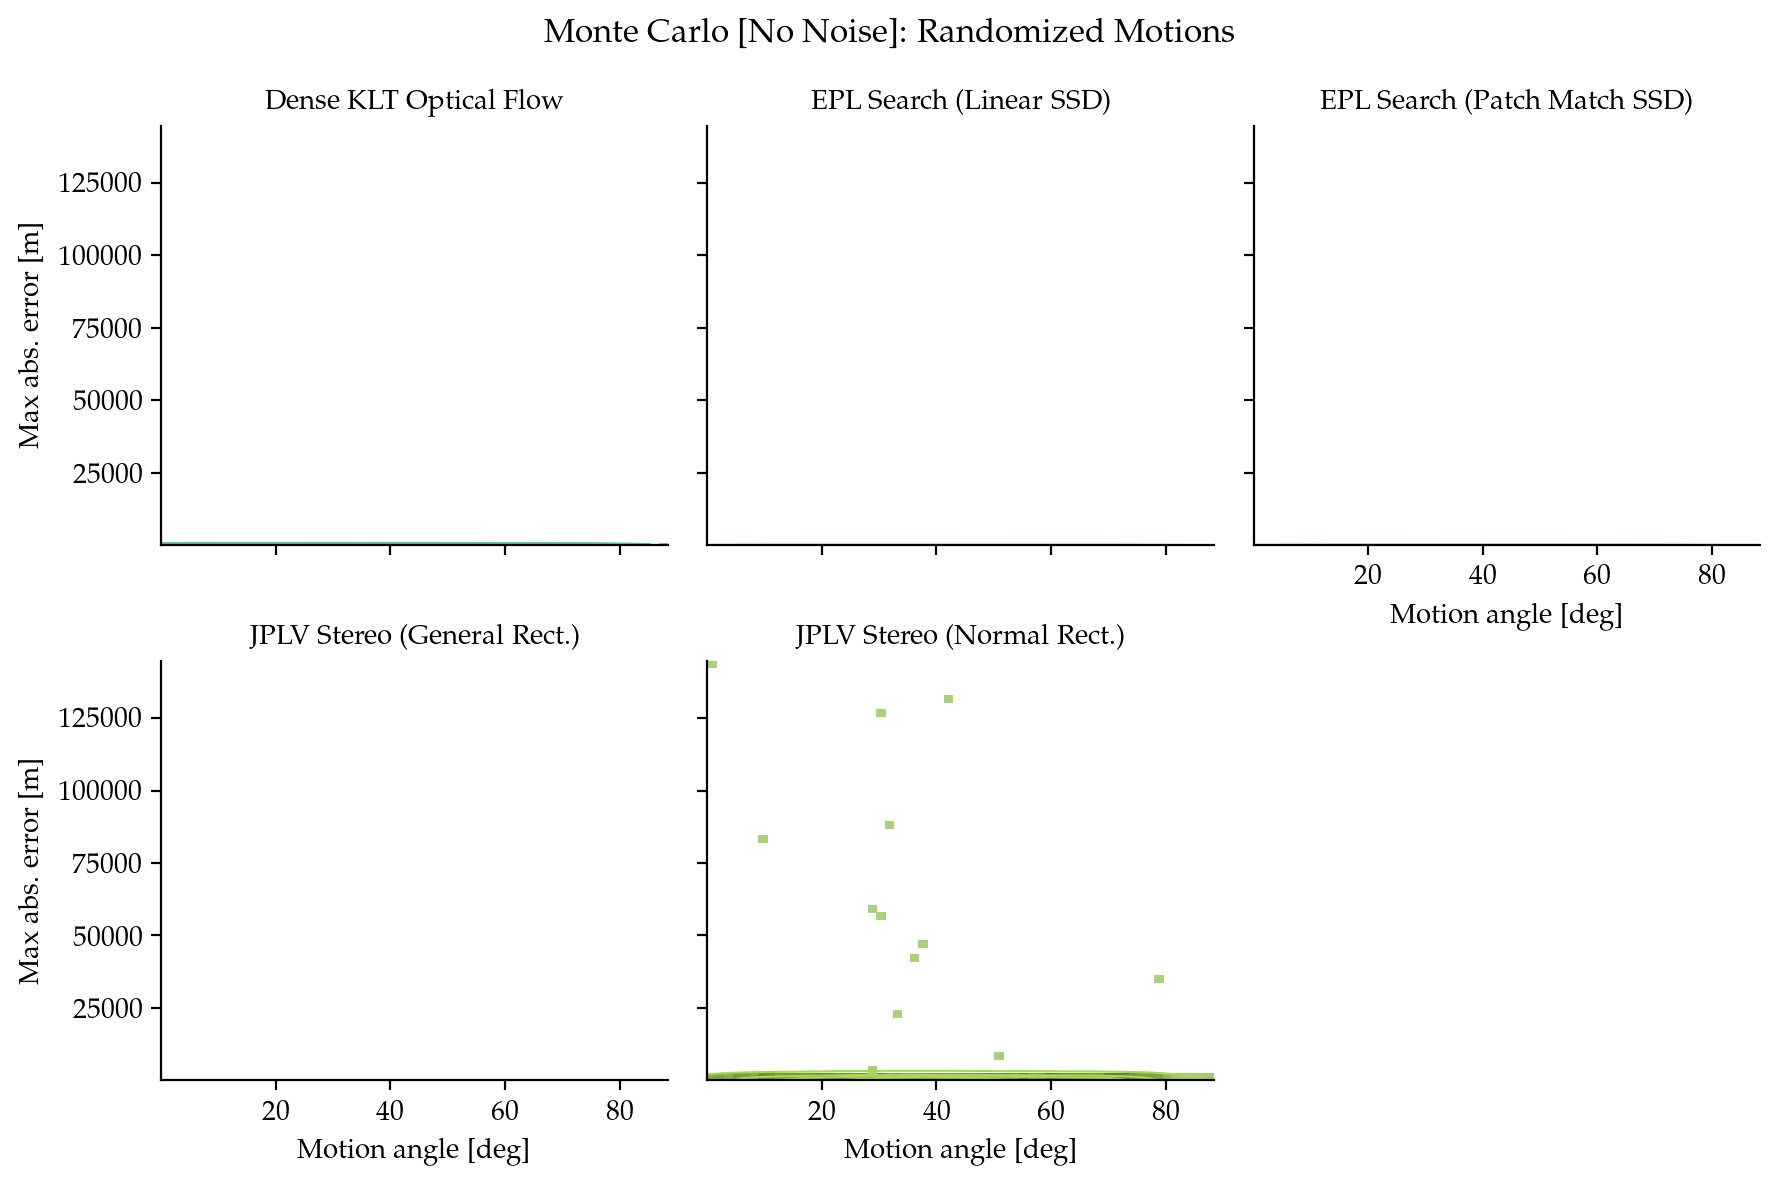 Monte Carlo [No Noise]: Randomized Motions
Dense KLT Optical Flow
EPL Search (Linear SSD)
EPL Search (Patch Match SSD)
125000
100000
75000
50000
25000
Max abs. error [m]
20 40 60 80
Motion angle [deg]
JPLV Stereo (General Rect.)
JPLV Stereo (Normal Rect.)
125000
100000
75000
50000
25000
Max abs. error [m]
20 40 60 80
20 40 60 80
Motion angle [deg]
Motion angle [deg]